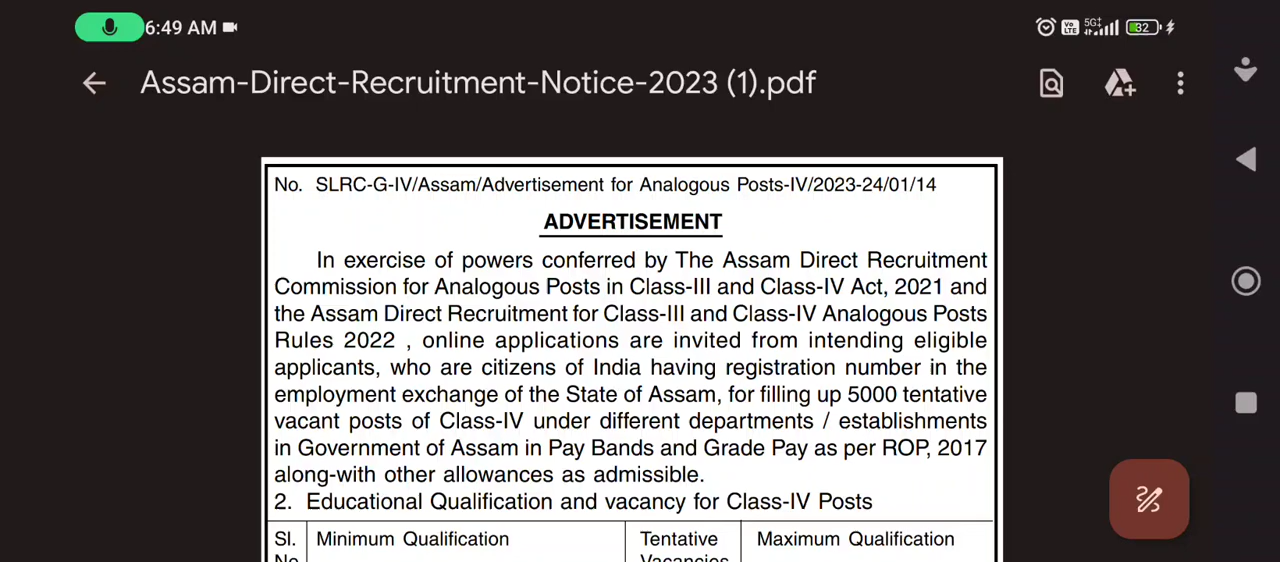 6:49 AM
Vo
LTE
5G
32
Assam-Direct-Recruitment-Notice-2023 (1).pdf
No. SLRC-G-IV/Assam/Advertisement for Analogous Posts-IV/2023-24/01/14
ADVERTISEMENT
In exercise of powers conferred by The Assam Direct Recruitment
Commission for Analogous Posts in Class-III and Class-IV Act, 2021 and
the Assam Direct Recruitment for Class-III and Class-IV Analogous Posts
Rules 2022 , online applications are invited from intending eligible
applicants, who are citizens of India having registration number in the
employment exchange of the State of Assam, for filling up 5000 tentative
vacant posts of Class-IV under different departments / establishments
in Government of Assam in Pay Bands and Grade Pay as per ROP, 2017
along-with other allowances as admissible.
2. Educational Qualification and vacancy for Class-IV Posts
Sl. Minimum Qualification Tentative Maximum Qualification
No Vacancies